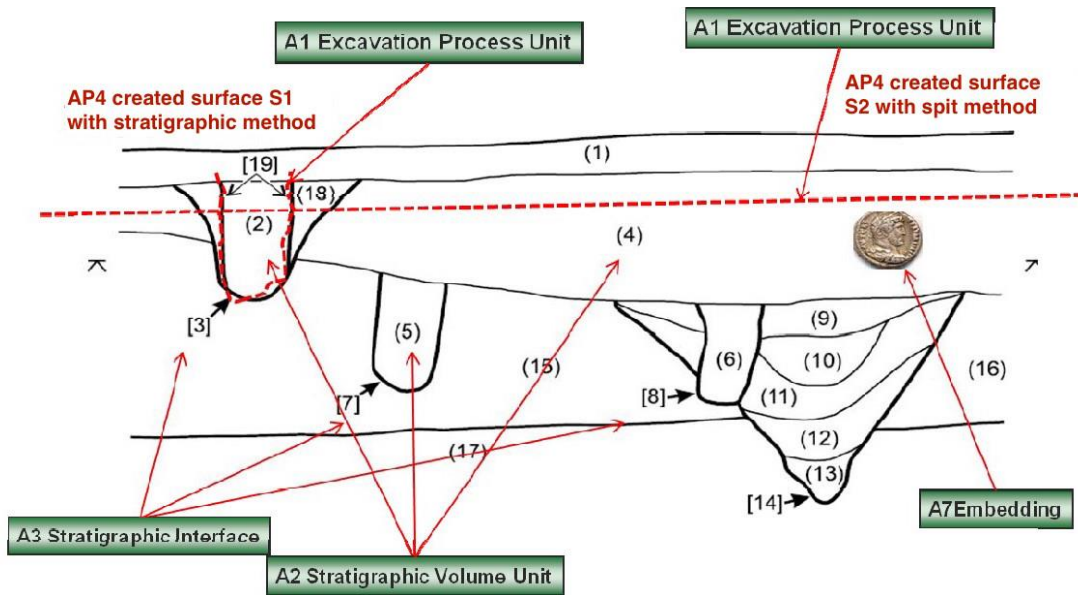 A1 Excavation Process Unit
A1 Excavation Process Unit
AP4 created surface S1
with stratigraphic method
AP4 created surface
S2 with spit method
(1)
[19]
(18)
(2)
(4)
[3]
(5)
(9)
(10)
(6)
(15)
(16)
[7]
[8]
(11)
(12)
(17)
(13)
[14]
A7Embedding
A3 Stratigraphic Interface
A2 Stratigraphic Volume Unit